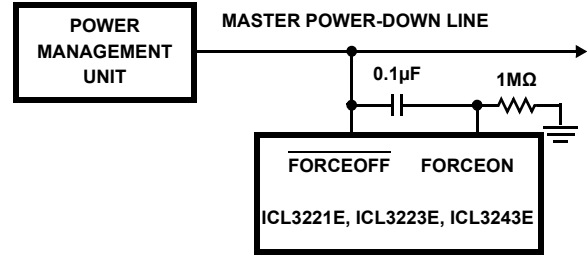 POWER
MANAGEMENT
UNIT
MASTER POWER-DOWN LINE
0.1µF
1MΩ
FORCEOFF FORCEON
ICL3221E, ICL3223E, ICL3243E